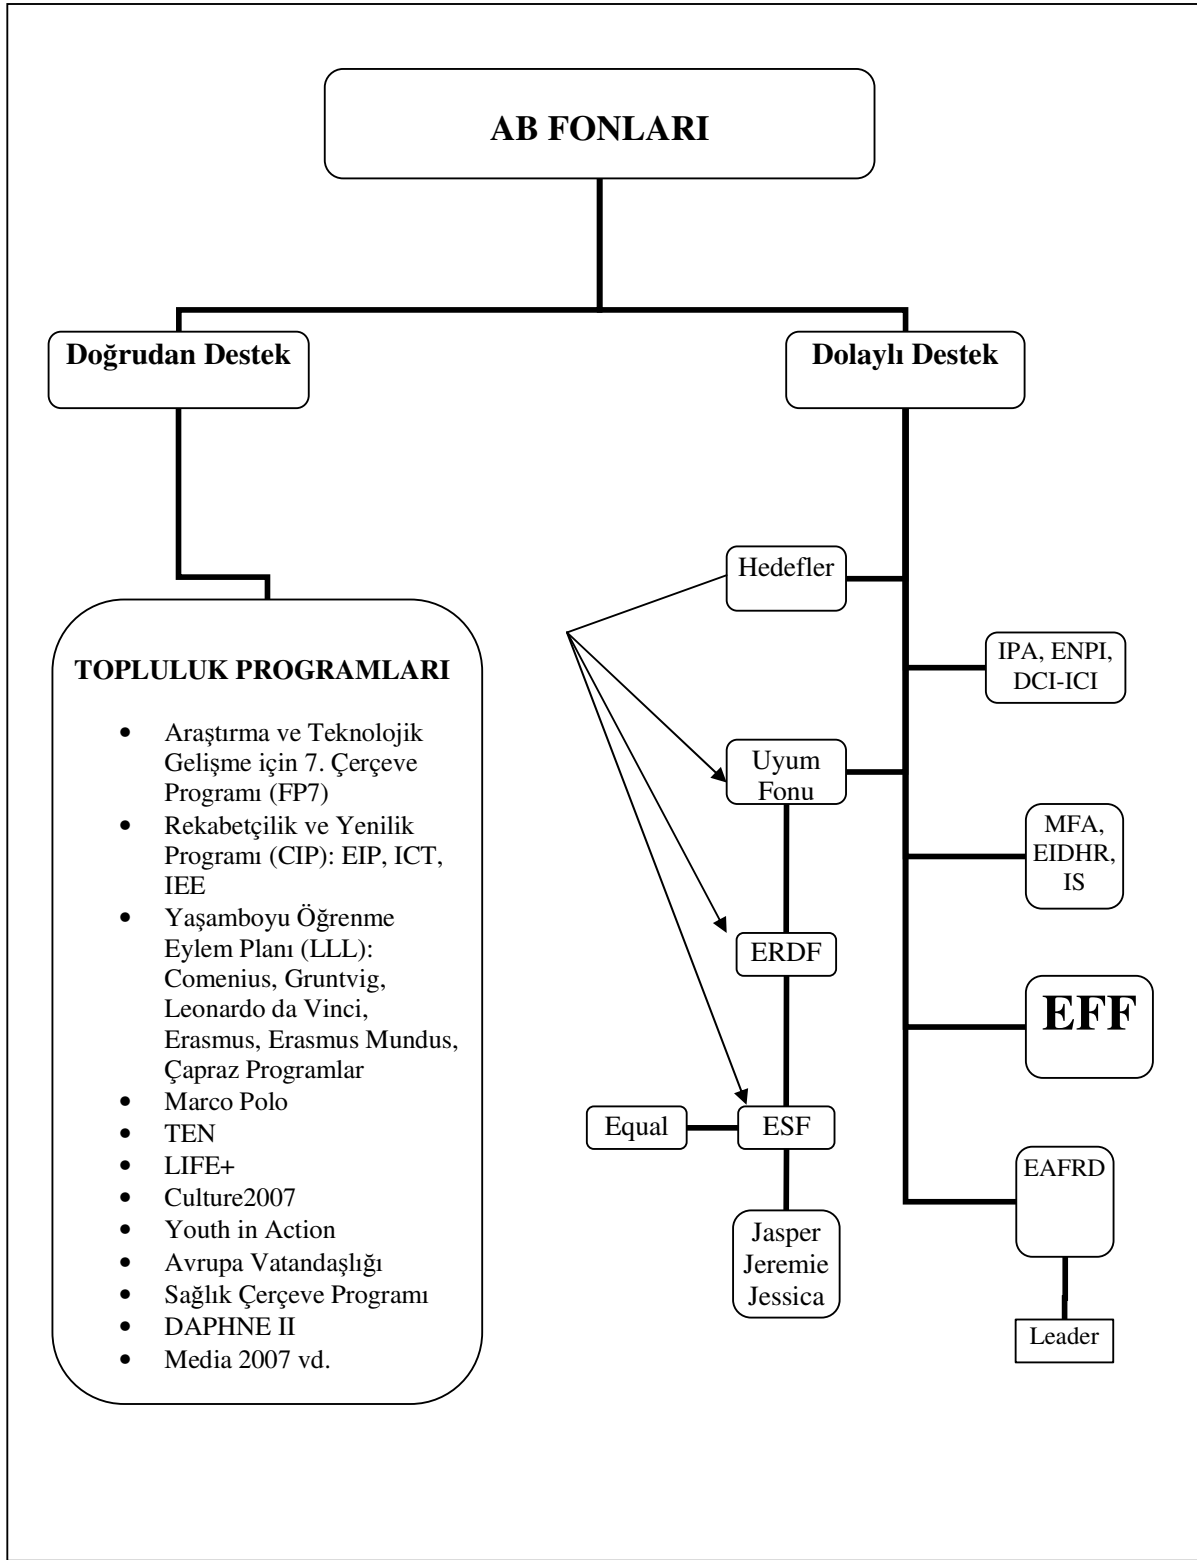 AB FONLARI
Doğrudan Destek
Dolaylı Destek
TOPLULUK PROGRAMLARI
• Araştırma ve Teknolojik
Gelişme için 7. Çerçeve
Programı (FP7)
• Rekabetçilik ve Yenilik
Programı (CIP): EIP, ICT,
IEE
• Yaşamboyu Öğrenme
Eylem Planı (LLL):
Comenius, Gruntvig,
Leonardo da Vinci,
Erasmus, Erasmus Mundus,
Çapraz Programlar
• Marco Polo
• TEN
• LIFE+
• Culture2007
• Youth in Action
• Avrupa Vatandaşlığı
• Sağlık Çerçeve Programı
• DAPHNE II
• Media 2007 vd.
Hedefler
Uyum
Fonu
ERDF
Equal
ESF
Jasper
Jeremie
Jessica
IPA, ENPI,
DCI-ICI
MFA,
EIDHR,
IS
EFF
EAFRD
Leader